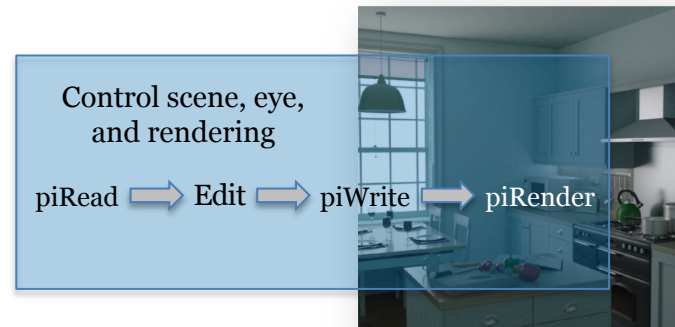 Control scene, eye,
and rendering
piRead Edit piWrite piRender